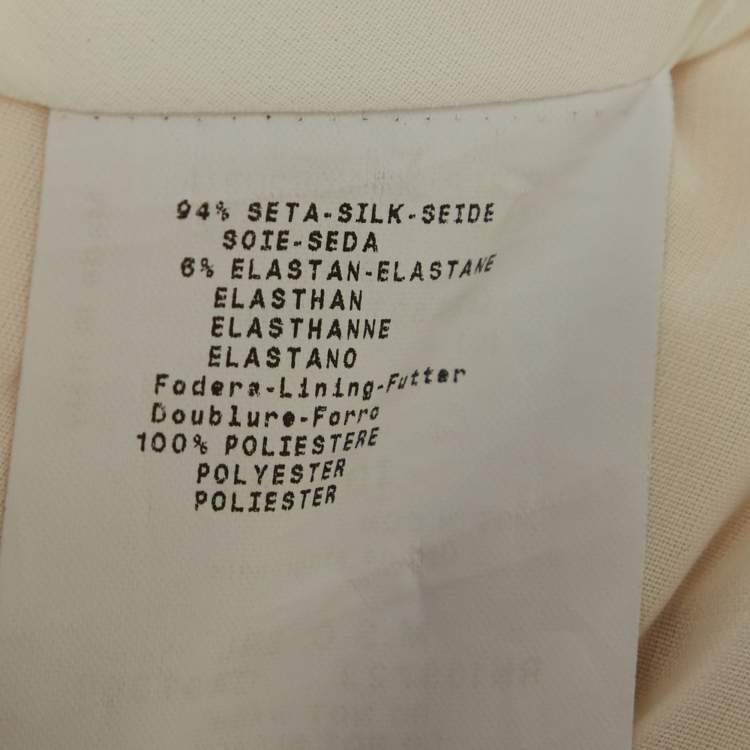 94% SETA-SILK-SEIDE
SOIE-SEDA
6% ELASTAN-ELASTANE
ELASTHAN
ELASTHANNE
ELASTANO
Fodera-Lining-Futter
Doublure-Forro
100% POLIESTERE
POLYESTER
POLIESTER